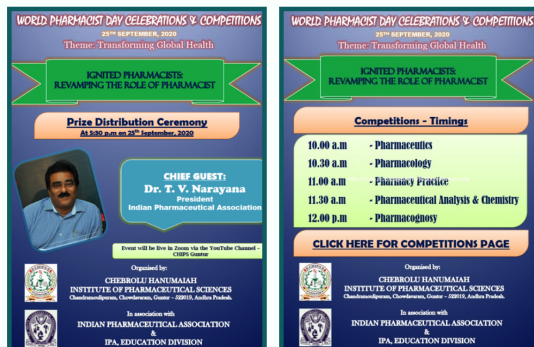 WORLD PHARMACIST DAY CELEBRATIONS & COMPETITIONS
25TH SEPTEMBER, 2020
Theme: Transforming Global Health
IGNITED PHARMACISTS:
REVAMPING THE ROLE OF PHARMACIST
Prize Distribution Ceremony
At 5:30 p.m on 25th September, 2020
CHIEF GUEST:
Dr. T. V. Narayana
President
Indian Pharmaceutical Association
Event will be live in Zoom via the YouTube Channel -
CHIPS Guntur
Organised by:
CHEBROLU HANUMAIAH
INSTITUTE OF PHARMACEUTICAL SCIENCES
Chandramoulipuram, Chowdavaram, Guntur – 522019, Andhra Pradesh.
In association with
INDIAN PHARMACEUTICAL ASSOCIATION
&
IPA, EDUCATION DIVISION
WORLD PHARMACIST DAY CELEBRATIONS & COMPETITIONS
25TH SEPTEMBER, 2020
Theme: Transforming Global Health
IGNITED PHARMACISTS:
REVAMPING THE ROLE OF PHARMACIST
Competitions - Timings
10.00 a.m - Pharmaceutics
10.30 a.m - Pharmacology
11.00 a.m - Pharmacy Practice
11.30 a.m - Pharmaceutical Analysis & Chemistry
12.00 p.m - Pharmacognosy
CLICK HERE FOR COMPETITIONS PAGE
Organised by:
CHEBROLU HANUMAIAH
INSTITUTE OF PHARMACEUTICAL SCIENCES
Chandramoulipuram, Chowdavaram, Guntur – 522019, Andhra Pradesh.
In association with
INDIAN PHARMACEUTICAL ASSOCIATION
&
IPA, EDUCATION DIVISION